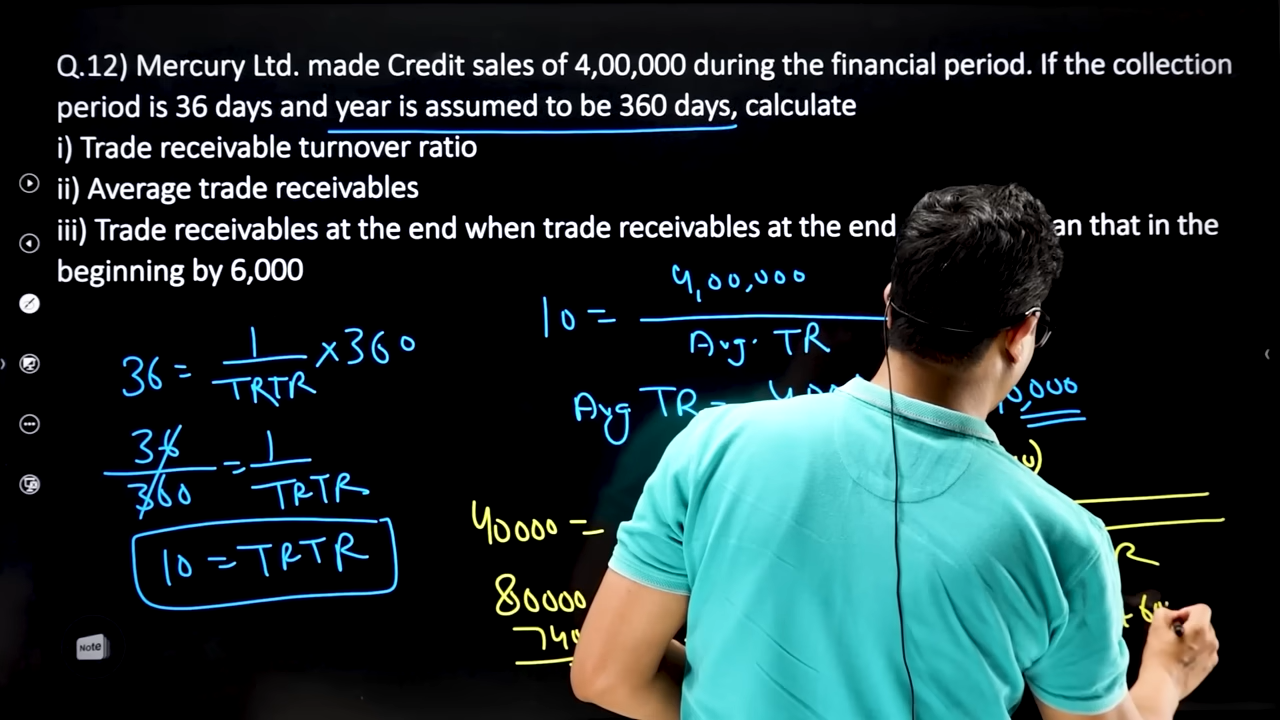 Q.12) Mercury Ltd. made Credit sales of 4,00,000 during the financial period. If the collection
period is 36 days and year is assumed to be 360 days, calculate
i) Trade receivable turnover ratio
ii) Average trade receivables
iii) Trade receivables at the end when trade receivables at the end an that in the
beginning by 6,000
36 = 1/TRTR ×360
36/360 = 1/TRTR
10 = TRTR
10 = 4,00,000/Avg. TR
Avg TR =
40000 =
80000
Note